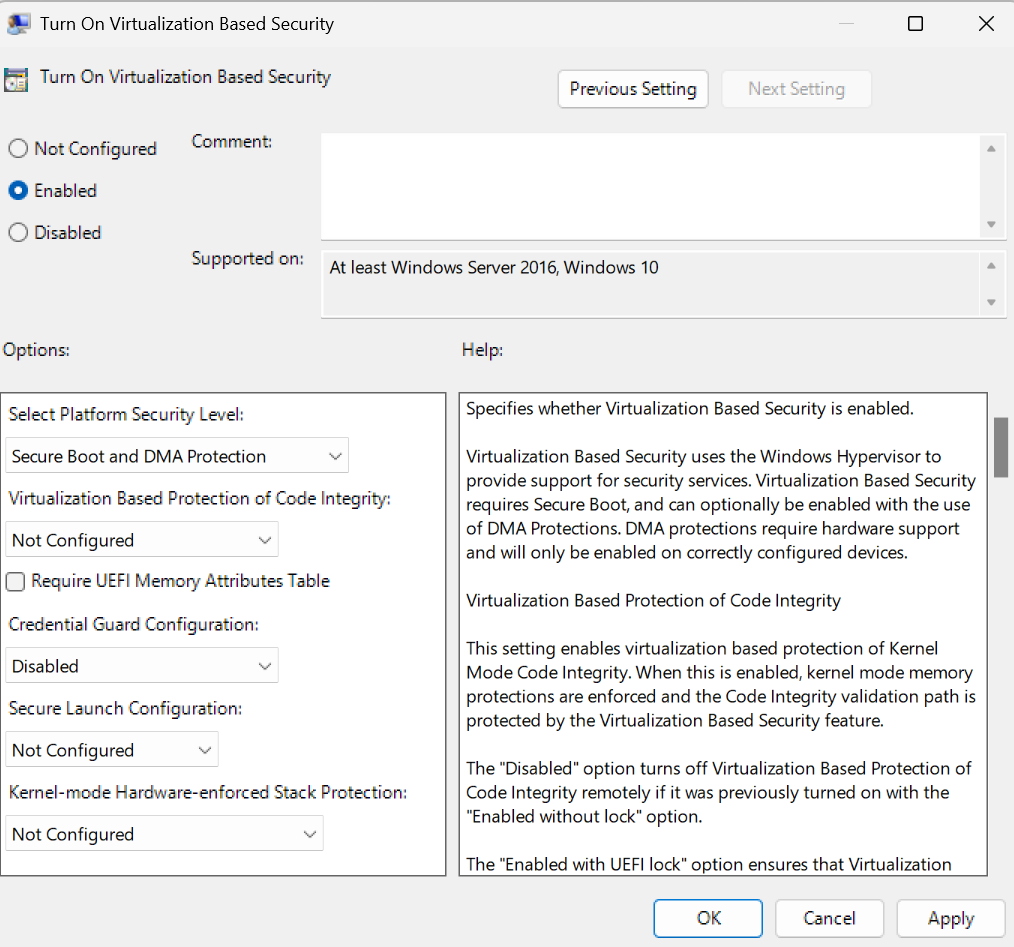 Turn On Virtualization Based Security
Turn On Virtualization Based Security
Previous Setting
Next Setting
Not Configured
Enabled
Disabled
Comment:
Supported on:
At least Windows Server 2016, Windows 10
Options:
Help:
Select Platform Security Level:
Secure Boot and DMA Protection
Virtualization Based Protection of Code Integrity:
Not Configured
Require UEFI Memory Attributes Table
Credential Guard Configuration:
Disabled
Secure Launch Configuration:
Not Configured
Kernel-mode Hardware-enforced Stack Protection:
Not Configured
Specifies whether Virtualization Based Security is enabled.
Virtualization Based Security uses the Windows Hypervisor to
provide support for security services. Virtualization Based Security
requires Secure Boot, and can optionally be enabled with the use
of DMA Protections. DMA protections require hardware support
and will only be enabled on correctly configured devices.
Virtualization Based Protection of Code Integrity
This setting enables virtualization based protection of Kernel
Mode Code Integrity. When this is enabled, kernel mode memory
protections are enforced and the Code Integrity validation path is
protected by the Virtualization Based Security feature.
The "Disabled" option turns off Virtualization Based Protection of
Code Integrity remotely if it was previously turned on with the
"Enabled without lock" option.
The "Enabled with UEFI lock" option ensures that Virtualization
OK
Cancel
Apply